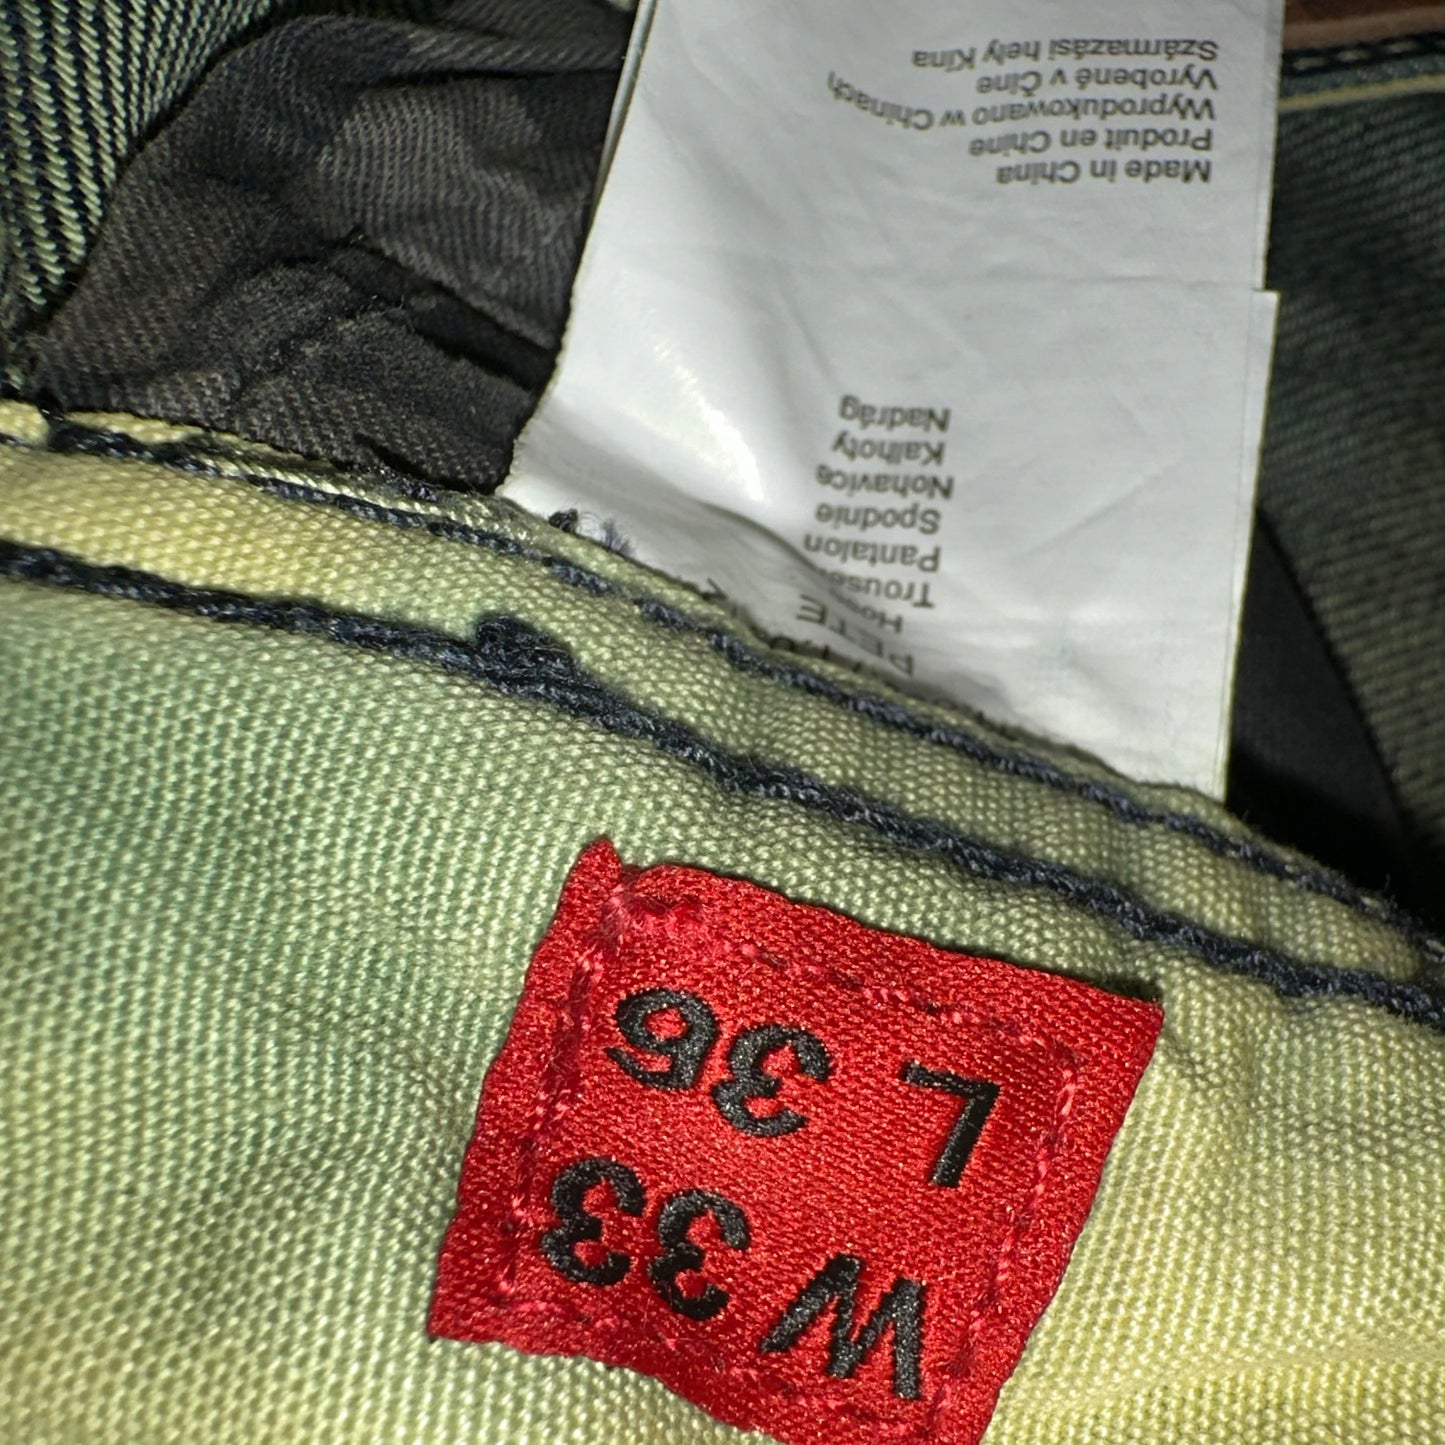 W 33
L 36
PETE
Pantalon
Spodnie
Nohavice
Kalhoty
Nadrág
Made in China
Produit en Chine
Wyprodukowano w Chinach
Vyrobené v Číne
Származási hely Kína